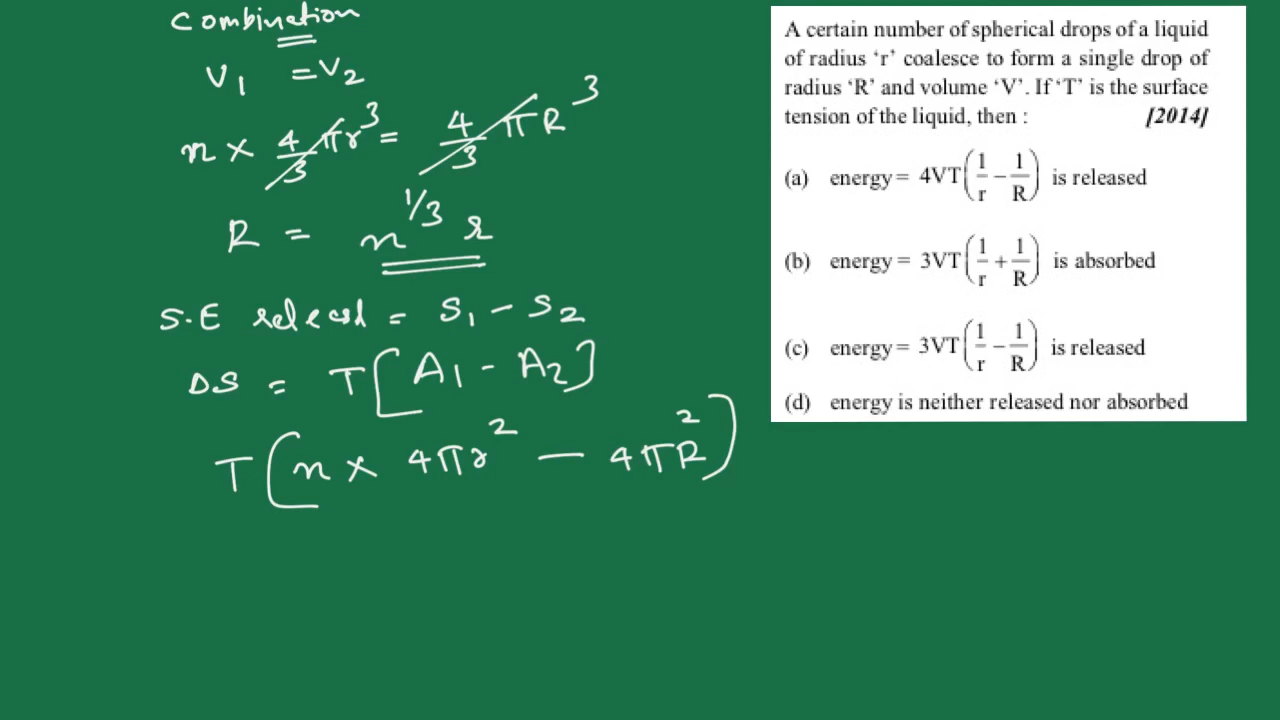 Combination
V₁ = V₂
n × 4/3 πr³ = 4/3 πR³
R = n^1/3 r
S.E released = S₁ - S₂
ΔS = T[A₁ - A₂]
T[n × 4πr² - 4πR²]
A certain number of spherical drops of a liquid
of radius ‘r’ coalesce to form a single drop of
radius ‘R’ and volume ‘V’. If ‘T’ is the surface
tension of the liquid, then : [2014]
(a) energy = 4VT(1/r − 1/R) is released
(b) energy = 3VT(1/r + 1/R) is absorbed
(c) energy = 3VT(1/r − 1/R) is released
(d) energy is neither released nor absorbed